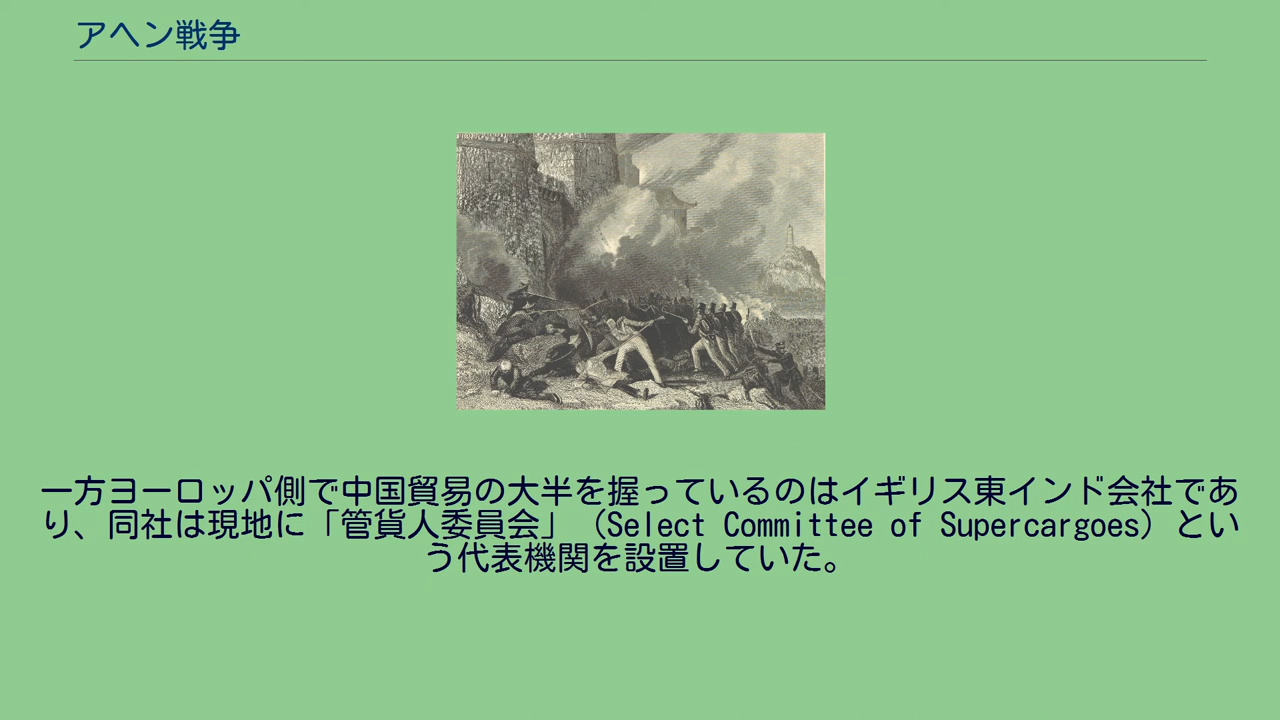 アヘン戦争
一方ヨーロッパ側で中国貿易の大半を握っているのはイギリス東インド会社であ
り、同社は現地に「管貨人委員会」（Select Committee of Supercargoes）とい
う代表機関を設置していた。